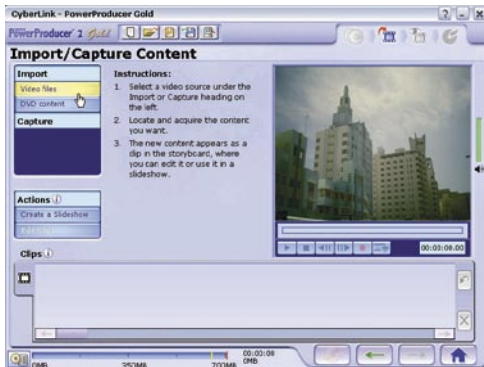 CyberLink - PowerProducer Gold
PowerProducer 2 Gold
Import/Capture Content
Import
Video files
DVD content
Capture
Instructions:
1. Select a video source under the
Import or Capture heading on
the left.
2. Locate and acquire the content
you want.
3. The new content appears as a
clip in the storyboard, where
you can edit it or use it in a
slideshow.
Actions
Create a Slideshow
00:00:08.00
Clips
00:00:08
0MB 350MB 700MB 0MB